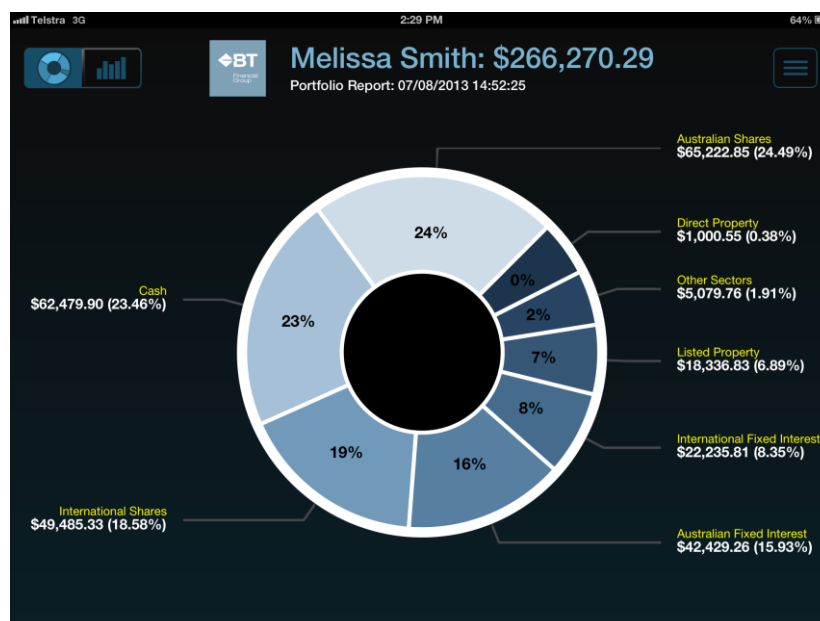 Telstra 3G
2:29 PM
64%
BT
Financial
Group
Melissa Smith: $266,270.29
Portfolio Report: 07/08/2013 14:52:25
Australian Shares
$65,222.85 (24.49%)
Direct Property
$1,000.55 (0.38%)
Other Sectors
$5,079.76 (1.91%)
Listed Property
$18,336.83 (6.89%)
International Fixed Interest
$22,235.81 (8.35%)
Australian Fixed Interest
$42,429.26 (15.93%)
International Shares
$49,485.33 (18.58%)
Cash
$62,479.90 (23.46%)
24%
0%
2%
7%
8%
16%
19%
23%